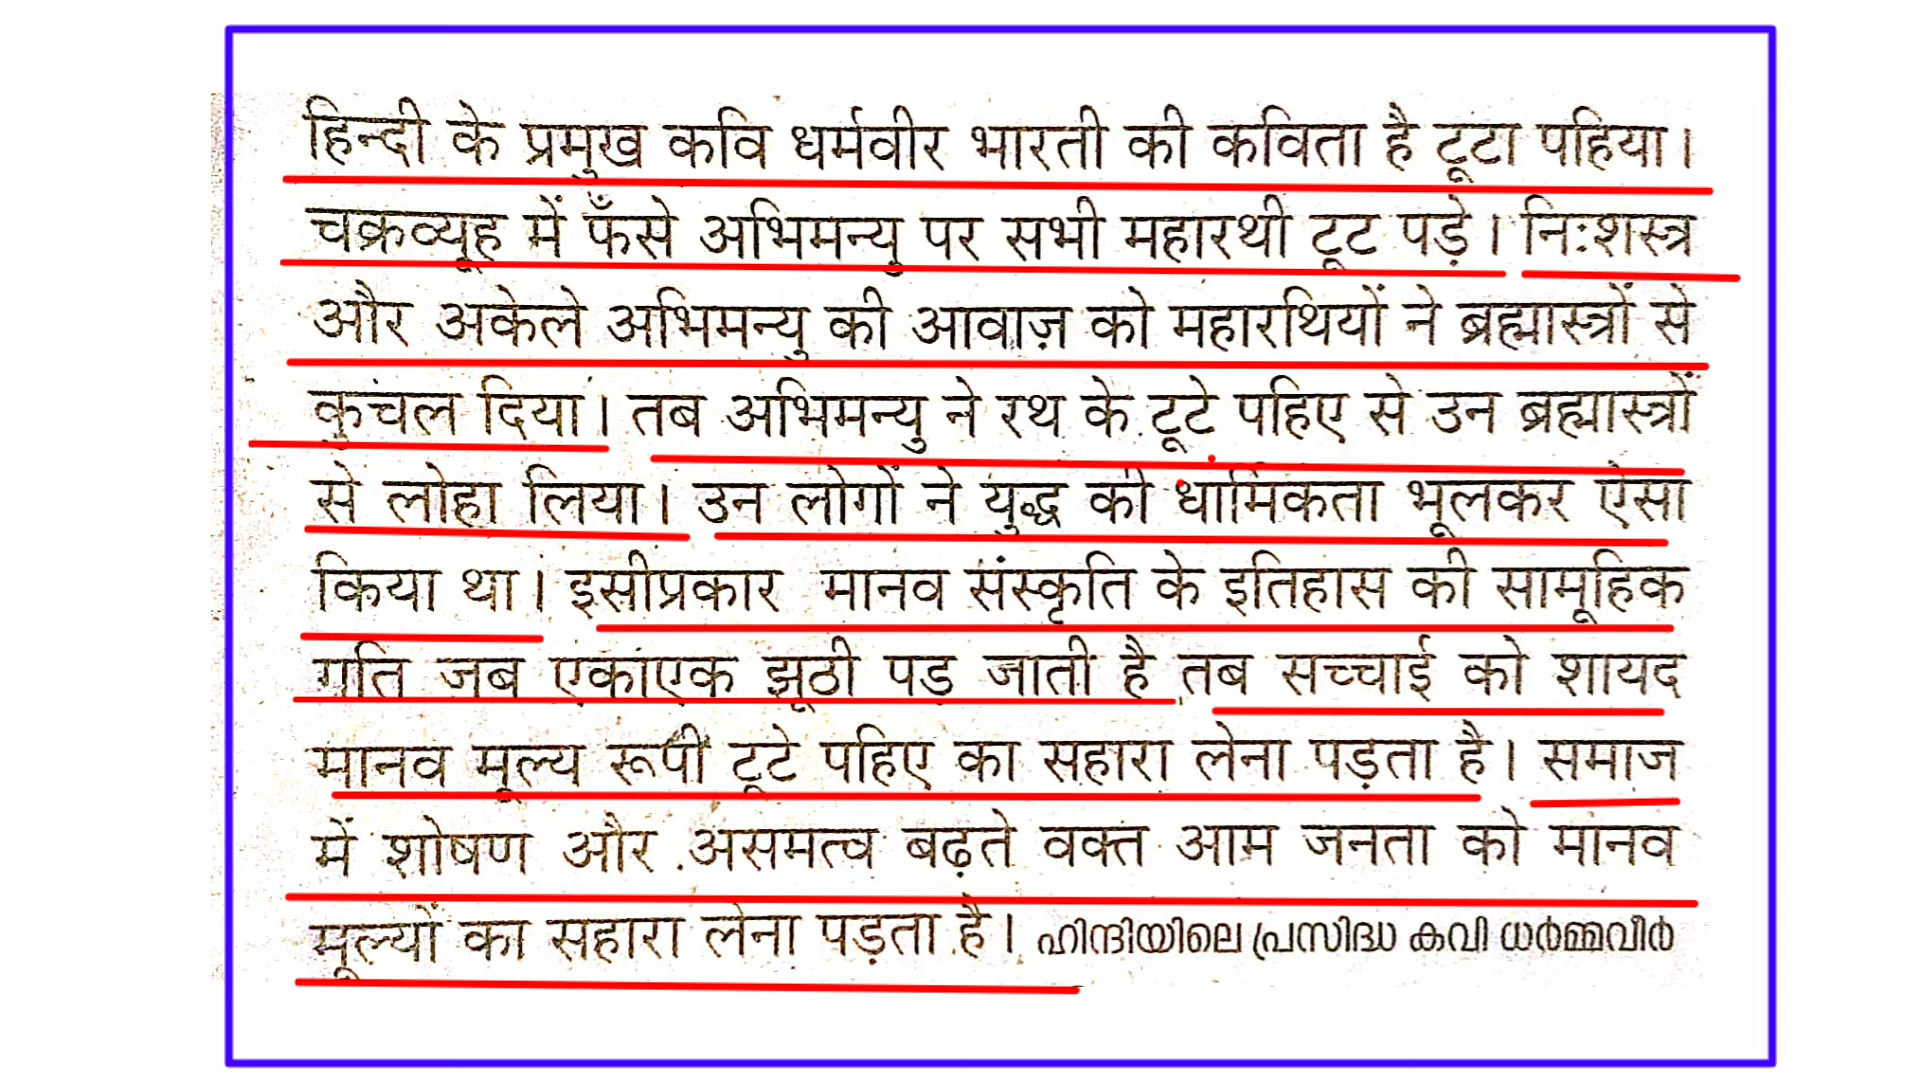 हिन्दी के प्रमुख कवि धर्मवीर भारती की कविता है टूटा पहिया।
चक्रव्यूह में फँसे अभिमन्यु पर सभी महारथी टूट पड़े। निःशस्त्र
और अकेले अभिमन्यु की आवाज़ को महारथियों ने ब्रह्मास्त्रों से
कुचल दिया। तब अभिमन्यु ने रथ के टूटे पहिए से उन ब्रह्मास्त्रों
से लोहा लिया। उन लोगों ने युद्ध की धार्मिकता भूलकर ऐसा
किया था। इसीप्रकार मानव संस्कृति के इतिहास की सामूहिक
गति जब एकाएक झूठी पड जाती है तब सच्चाई को शायद
मानव मूल्य रूपी टूटे पहिए का सहारा लेना पड़ता है। समाज
में शोषण और असमत्व बढ़ते वक्त आम जनता को मानव
मूल्यों का सहारा लेना पड़ता है। ഹിന്ദിയിലെ പ്രസിദ്ധ കവി ധർമ്മവീർ